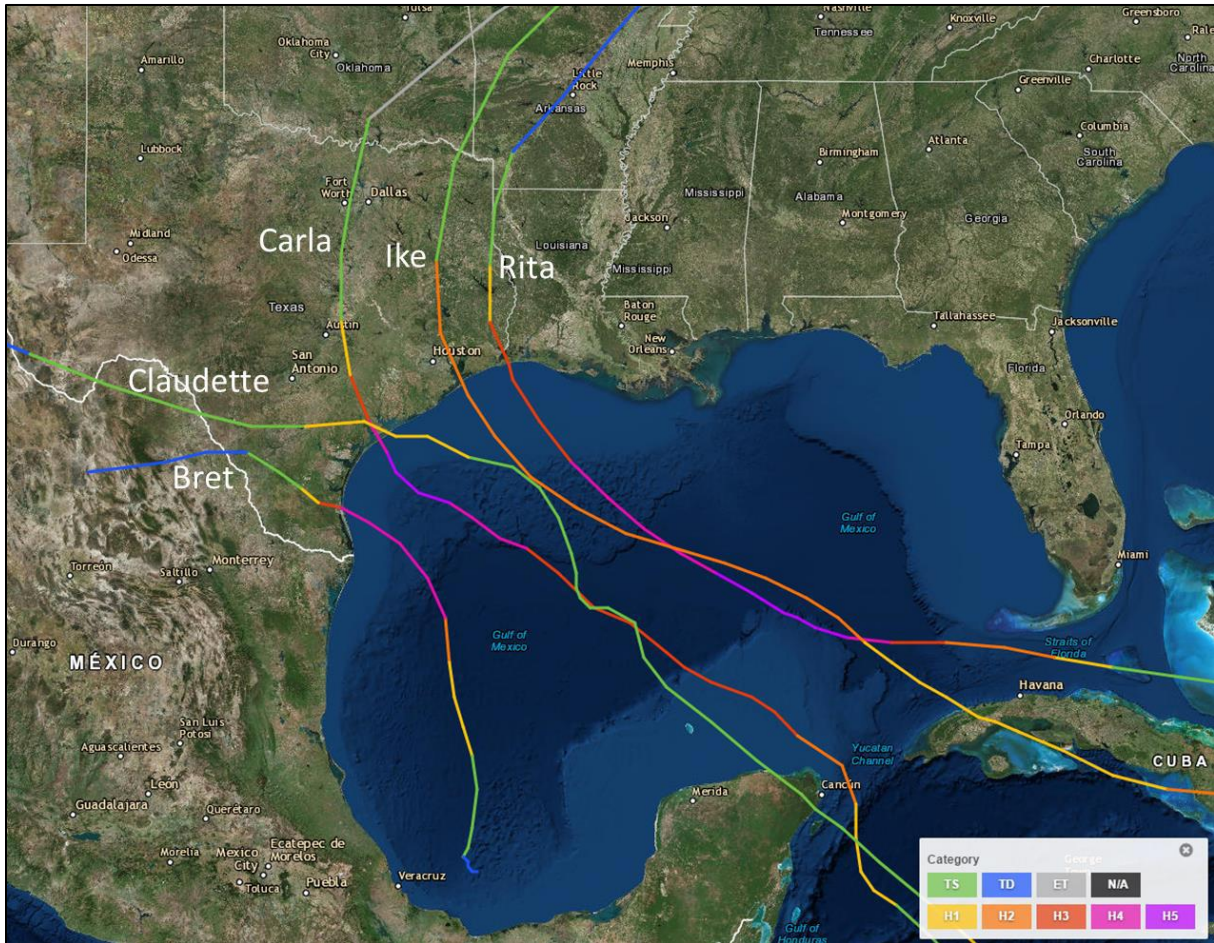 Tulsa
Nashville
Tennessee
Knoxville
Greensboro
Oklahoma
City
Oklahoma
Amarillo
Memphis
Charlotte
North
Carolina
Little
Rock
Arkansas
Greenville
Columbia
South
Carolina
Lubbock
Birmingham
Atlanta
Fort
Worth
Dallas
Mississippi
Alabama
Montgomery
Georgia
Jackson
Midland
Odessa
Carla
Ike
Rita
Louisiana
Mississippi
Texas
Austin
Baton
Rouge
New
Orleans
Tallahassee
Jacksonville
San
Antonio
Houston
Claudette
Florida
Orlando
Tampa
Bret
Gulf of
Mexico
Miami
Monterrey
Torreón
Saltillo
Durango
Gulf of
Mexico
MÉXICO
Straits of
Florida
Havana
San Luis
Potosi
Aguascalientes
Yucatan
Channel
CUBA
León
Guadalajara
Querétaro
Merida
Cancún
Morelia
Mexico
City
Ecatepec de
Morelos
Toluca
Puebla
Veracruz
Gulf of
Honduras
Category
TS TD ET N/A
H1 H2 H3 H4 H5